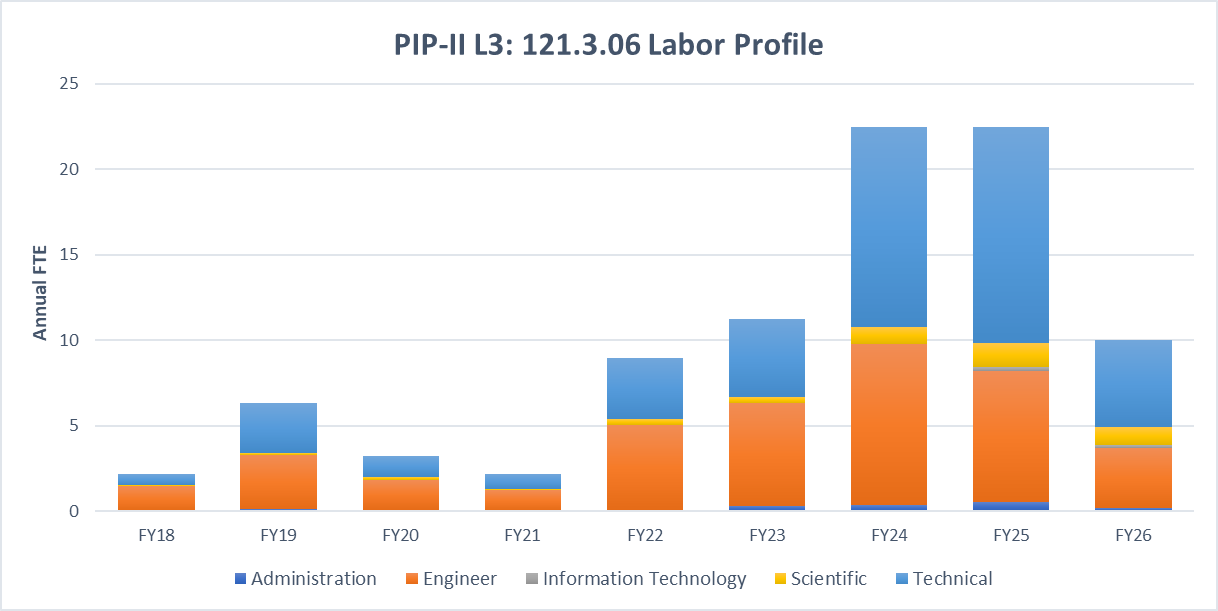 PIP-II L3: 121.3.06 Labor Profile
25
20
15
10
5
0
Annual FTE
FY18 FY19 FY20 FY21 FY22 FY23 FY24 FY25 FY26
Administration Engineer Information Technology Scientific Technical